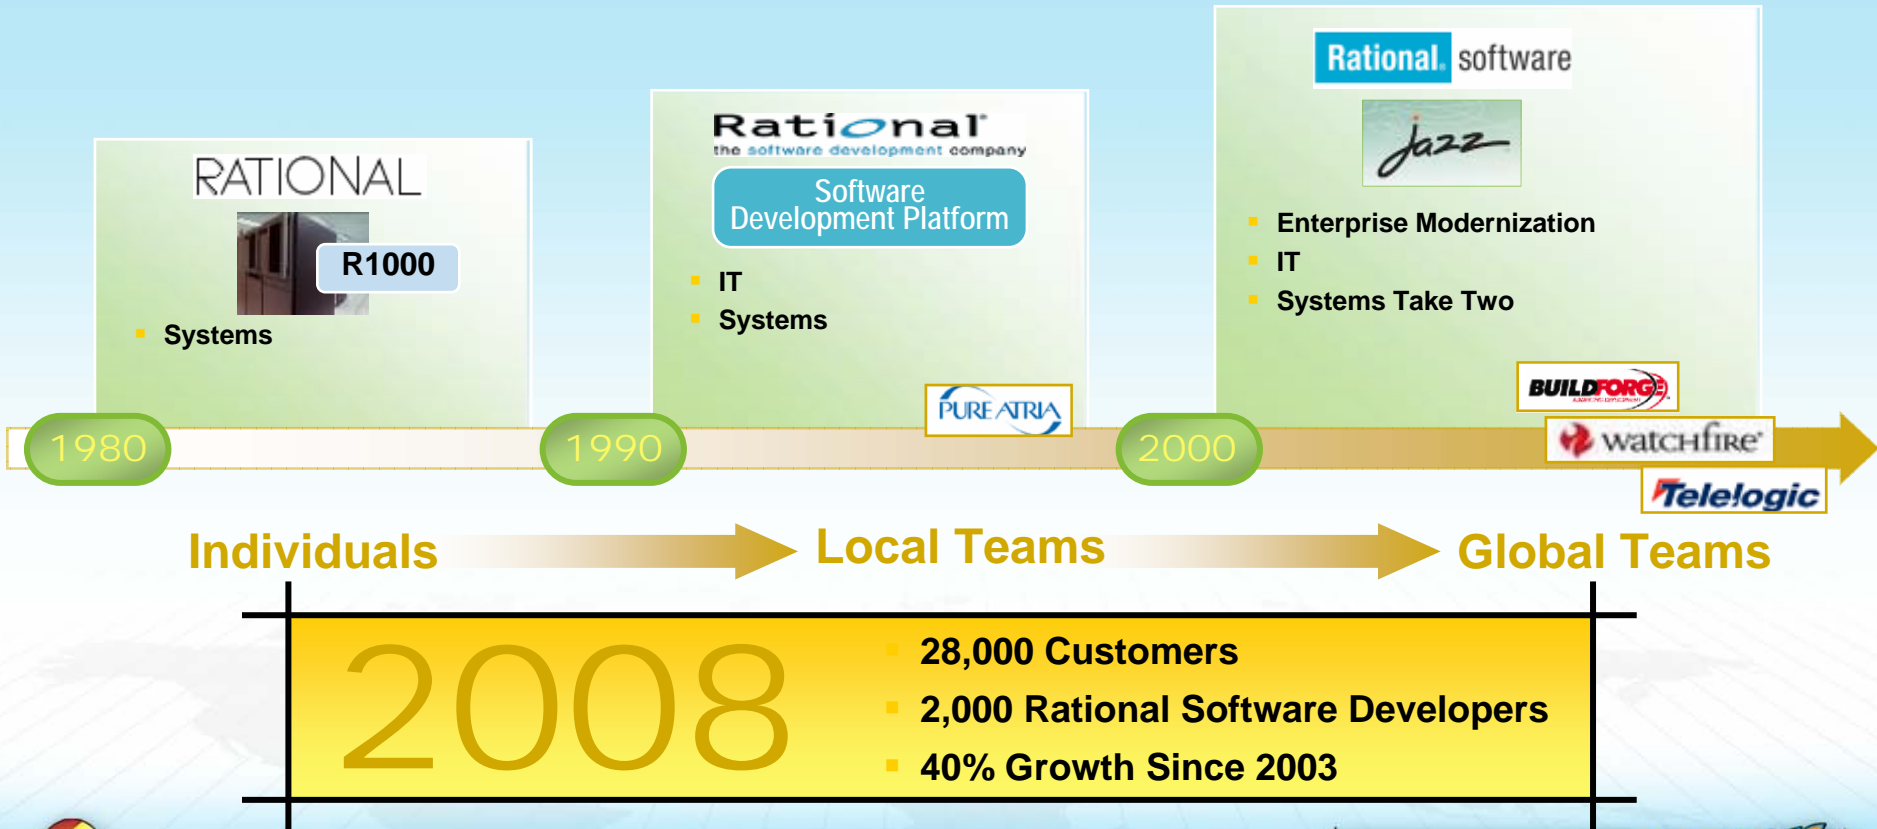 RATIONAL
R1000
Systems
Rational®
the software development company
Software
Development Platform
IT
Systems
PURE ATRIA
Rational. software
jazz
Enterprise Modernization
IT
Systems Take Two
BUILDFORGE
watchfire
Telelogic
1980
1990
2000
Individuals
Local Teams
Global Teams
2008
28,000 Customers
2,000 Rational Software Developers
40% Growth Since 2003